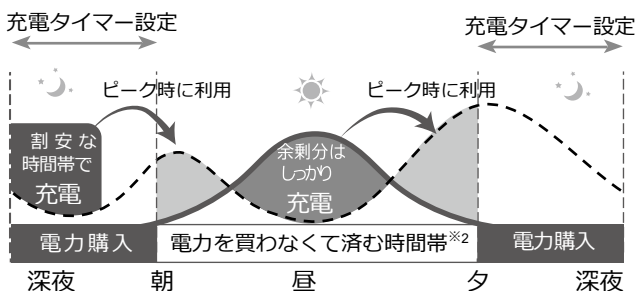 充電タイマー設定
充電タイマー設定
ピーク時に利用
ピーク時に利用
割安な
時間帯で
充電
余剰分は
しっかり
充電
電力購入
電力を買わなくて済む時間帯※2
電力購入
深夜
朝
昼
夕
深夜